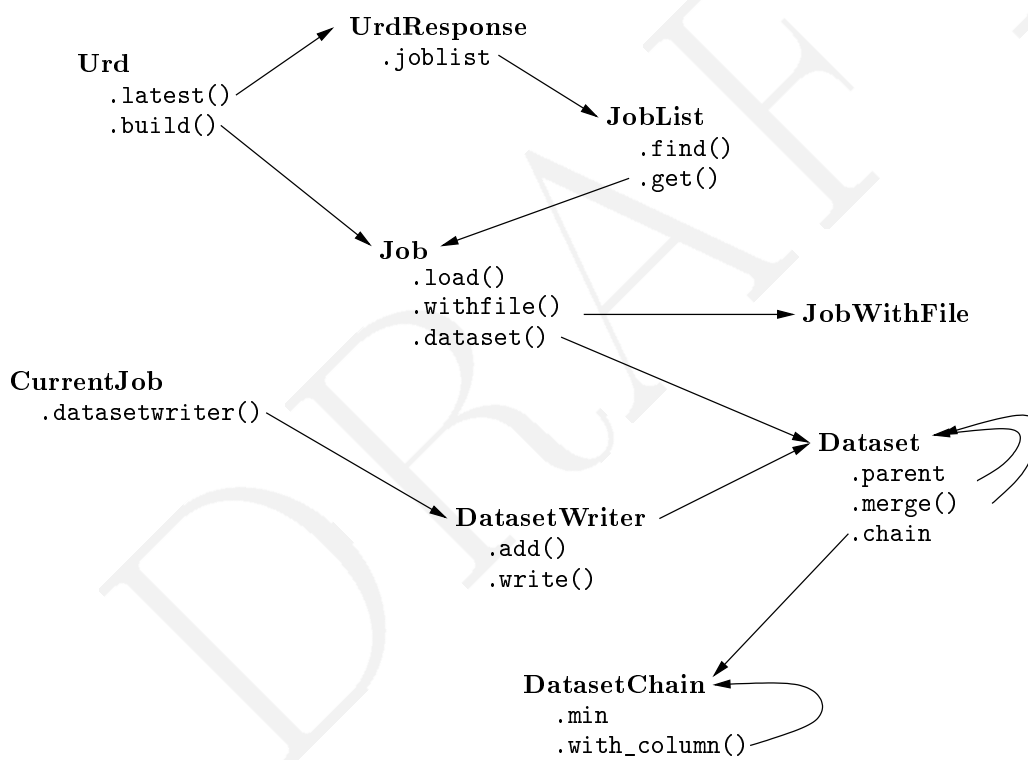 UrdResponse
.joblist
Urd
.latest()
.build()
JobList
.find()
.get()
Job
.load()
.withfile()
.dataset()
JobWithFile
CurrentJob
.datasetwriter()
Dataset
.parent
.merge()
.chain
DatasetWriter
.add()
.write()
DatasetChain
.min
.with_column()
DRAF